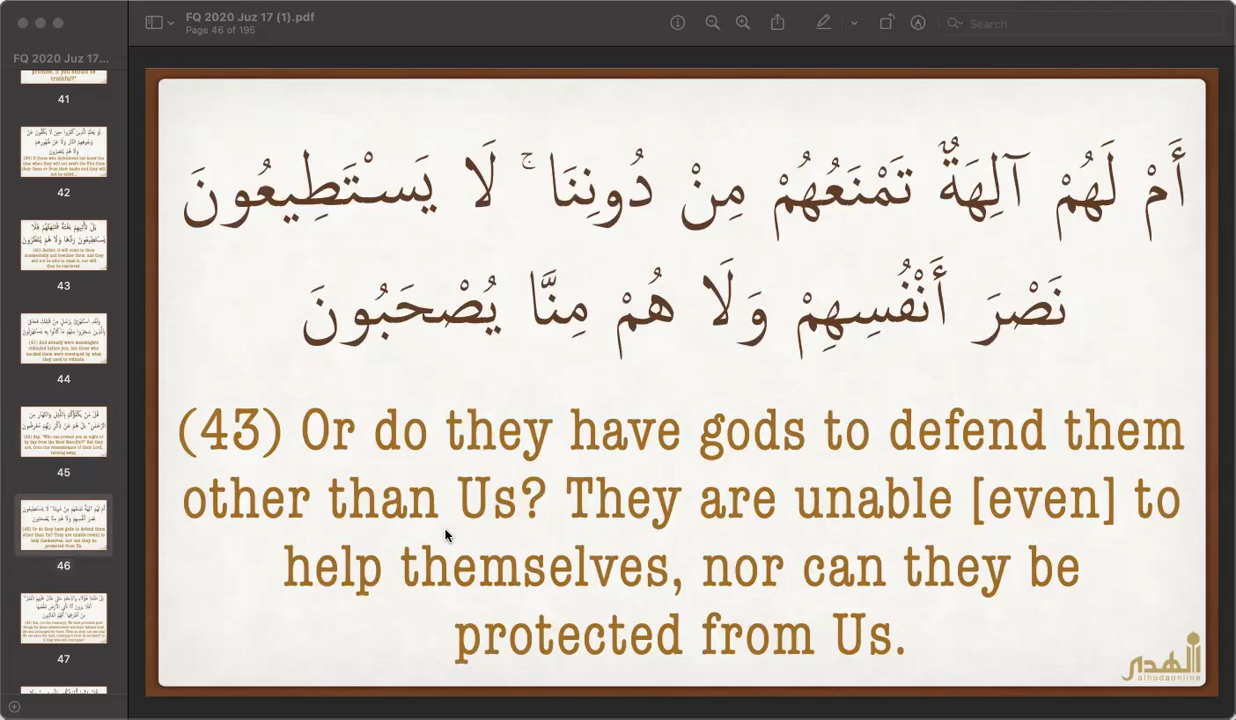 FQ 2020 Juz 17 (1).pdf
Page 46 of 195
Search
FQ 2020 Juz 17...
41
42
43
44
45
46
47
أَمْ لَهُمْ آلِهَةٌ تَمْنَعُهُمْ مِنْ دُونِنَا ۚ لَا يَسْتَطِيعُونَ
نَصْرَ أَنْفُسِهِمْ وَلَا هُمْ مِنَّا يُصْحَبُونَ
(43) Or do they have gods to defend them
other than Us? They are unable [even] to
help themselves, nor can they be
protected from Us.
الهدى
alhudaonline